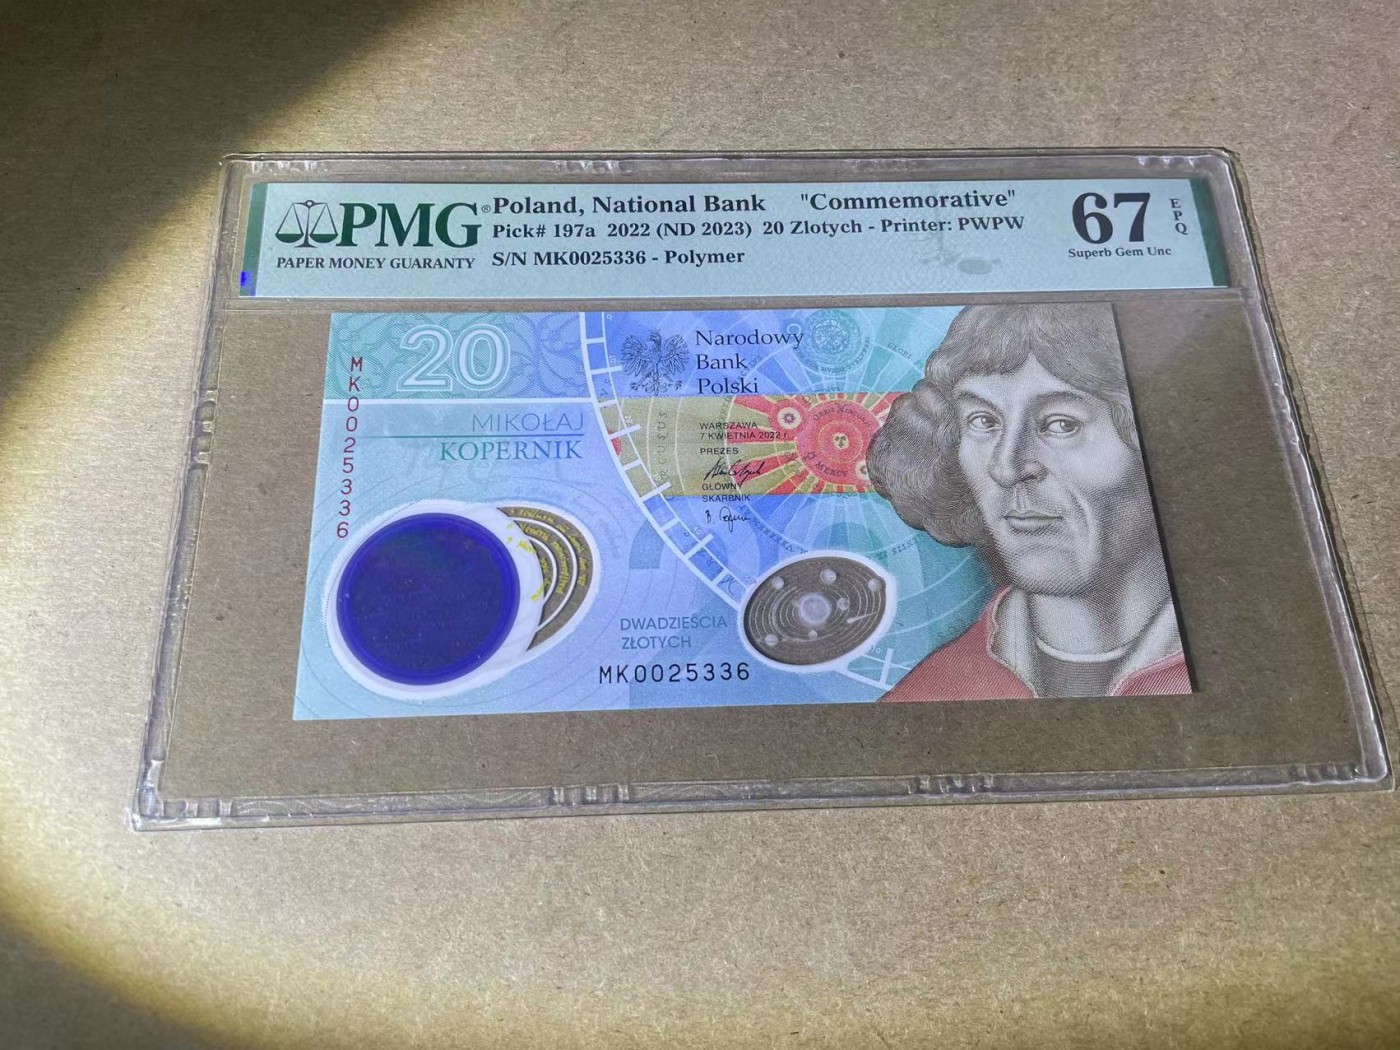 PMG®
PAPER MONEY GUARANTY
Poland, National Bank "Commemorative"
Pick# 197a 2022 (ND 2023) 20 Zlotych - Printer: PWPW
S/N MK0025336 - Polymer
67
EPQ
Superb Gem Unc
MK0025336
20
MIKOŁAJ
KOPERNIK
Narodowy
Bank
Polski
WARSZAWA
7 KWIETNIA 2022 r.
PREZES
GŁÓWNY
SKARBNIK
DWADZIEŚCIA
ZŁOTYCH
MK0025336